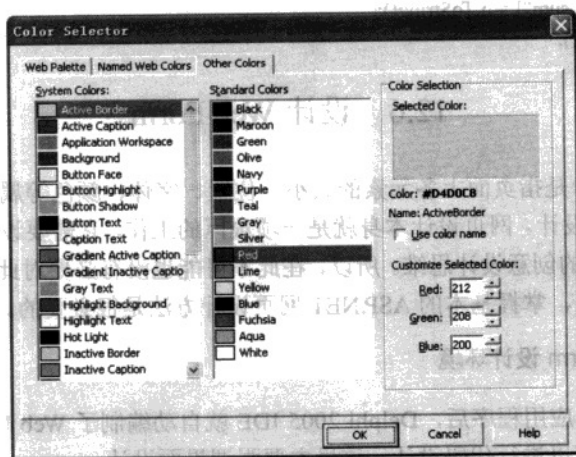 Color Selector
Web Palette
Named Web Colors
Other Colors
System Colors:
Active Border
Active Caption
Application Workspace
Background
Button Face
Button Highlight
Button Shadow
Button Text
Caption Text
Gradient Active Caption
Gradient Inactive Captio
Gray Text
Highlight Background
Highlight Text
Hot Light
Inactive Border
Inactive Caption
Standard Colors
Black
Maroon
Green
Olive
Navy
Purple
Teal
Gray
Silver
Red
Lime
Yellow
Blue
Fuchsia
Aqua
White
Color Selection
Selected Color:
Color: #D4D0C8
Name: ActiveBorder
Use color name
Customize Selected Color:
Red: 212
Green: 208
Blue: 200
OK
Cancel
Help